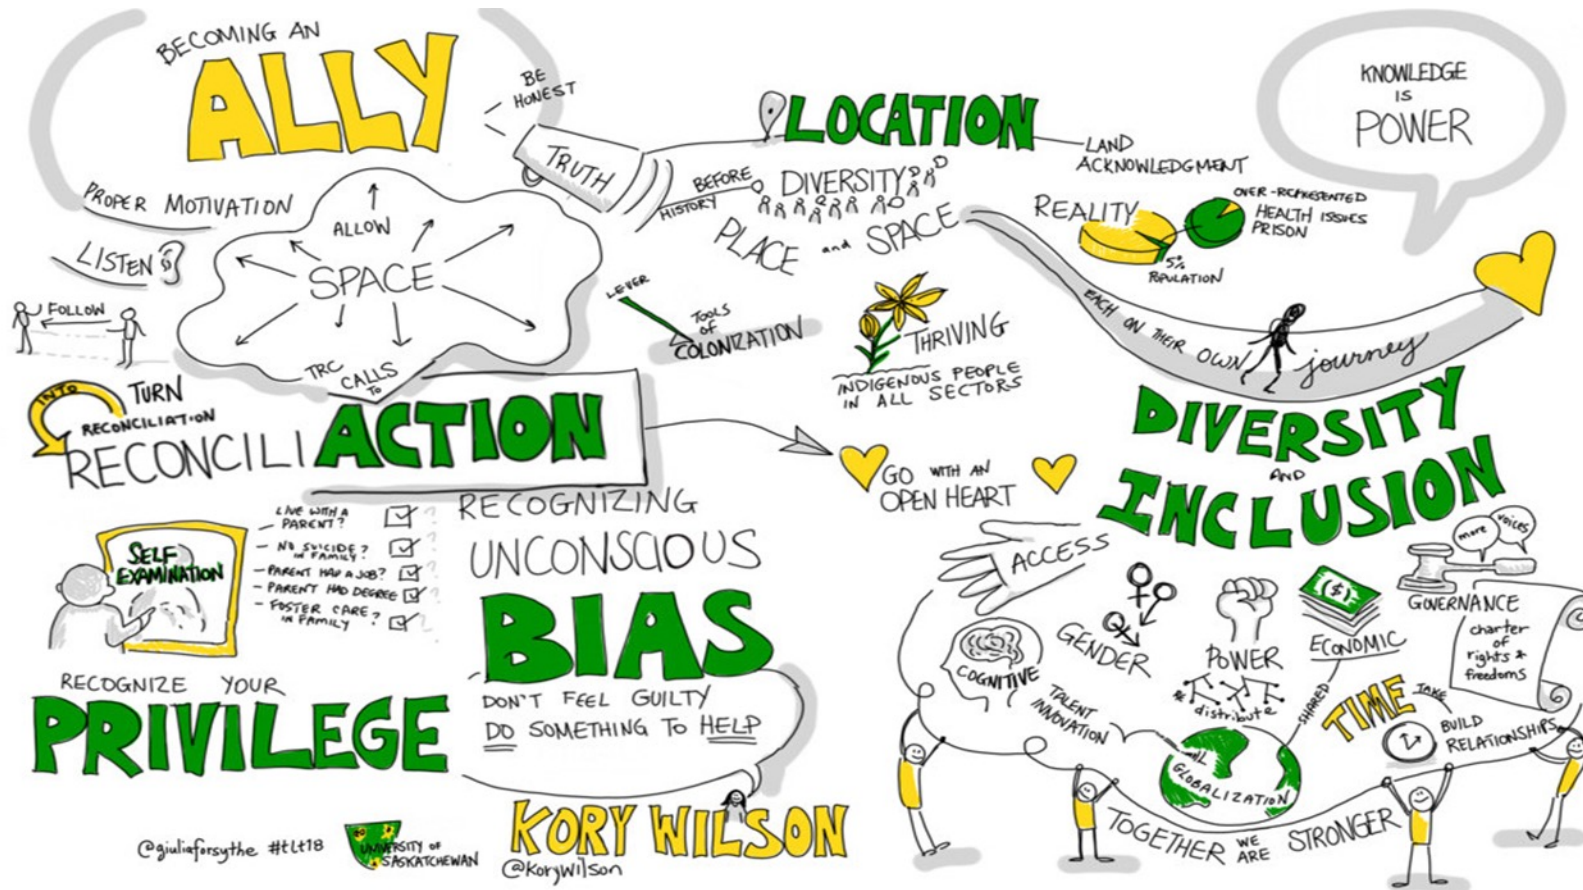 BECOMING AN
ALLY
BE
HONEST
TRUTH
PROPER MOTIVATION
LISTEN
FOLLOW
ALLOW
SPACE
TRC
CALLS
TO
ACTION
INTO
TURN
RECONCILIATION
RECONCILI
LOCATION
LAND
ACKNOWLEDGMENT
BEFORE
HISTORY
DIVERSITY
PLACE and SPACE
REALITY
5%
POPULATION
OVER-REPRESENTED
HEALTH ISSUES
PRISON
KNOWLEDGE
IS
POWER
LEVER
TOOLS
OF
COLONIZATION
THRIVING
INDIGENOUS PEOPLE
IN ALL SECTORS
EACH ON THEIR OWN journey
GO WITH AN
OPEN HEART
SELF
EXAMINATION
LIVE WITH A
PARENT?
NO SUICIDE?
IN FAMILY
PARENT HAD A JOB?
PARENT HAD DEGREE
FOSTER CARE?
IN FAMILY
RECOGNIZE YOUR
PRIVILEGE
RECOGNIZING
UNCONSCIOUS
BIAS
DON'T FEEL GUILTY
DO SOMETHING TO HELP
KORY WILSON
@korywilson
@giuliaforsythe #tlt18
UNIVERSITY OF
SASKATCHEWAN
DIVERSITY
AND
INCLUSION
ACCESS
GENDER
COGNITIVE
POWER
distribute
ECONOMIC
SHARED
more
voices
GOVERNANCE
charter
of
rights &
freedoms
TALENT
INNOVATION
GLOBALIZATION
TIME
TAKE
BUILD
RELATIONSHIPS
TOGETHER WE ARE STRONGER